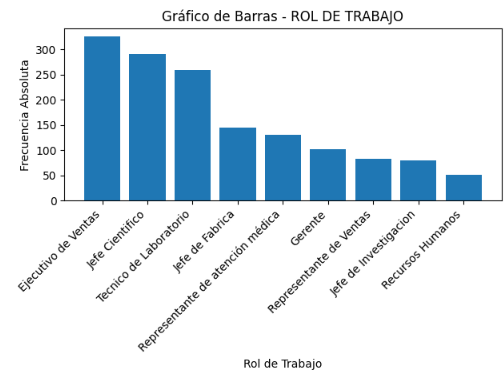 Gráfico de Barras - ROL DE TRABAJO
Frecuencia Absoluta
300
250
200
150
100
50
0
Ejecutivo de Ventas
Jefe Cientifico
Tecnico de Laboratorio
Jefe de Fabrica
Representante de atención médica
Gerente
Representante de Ventas
Jefe de Investigacion
Recursos Humanos
Rol de Trabajo